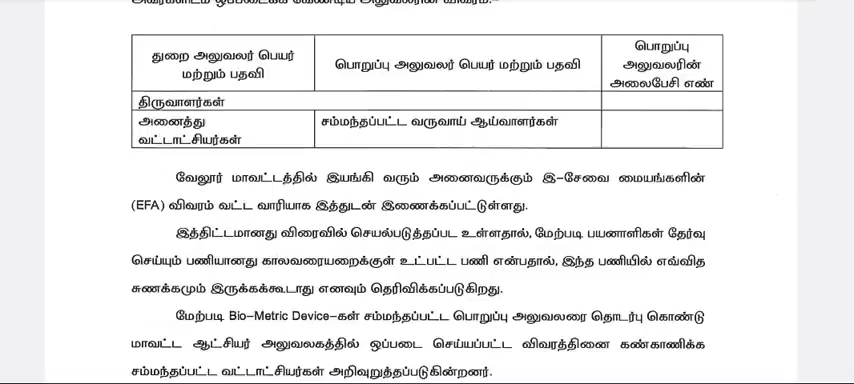 துறை அலுவலர் பெயர் மற்றும் பதவி
பொறுப்பு அலுவலர் பெயர் மற்றும் பதவி
பொறுப்பு அலுவலரின் அலைபேசி எண்
திருவாளர்கள்
அனைத்து வட்டாட்சியர்கள்
சம்மந்தப்பட்ட வருவாய் ஆய்வாளர்கள்
வேலூர் மாவட்டத்தில் இயங்கி வரும் அனைவருக்கும் இ-சேவை மையங்களின்
(EFA) விவரம் வட்ட வாரியாக இத்துடன் இணைக்கப்பட்டுள்ளது.
இத்திட்டமானது விரைவில் செயல்படுத்தப்பட உள்ளதால், மேற்படி பயனாளிகள் தேர்வு
செய்யும் பணியானது காலவரையறைக்குள் உட்பட்ட பணி என்பதால், இந்த பணியில் எவ்வித
சுணக்கமும் இருக்கக்கூடாது எனவும் தெரிவிக்கப்படுகிறது.
மேற்படி Bio-Metric Device-கள் சம்மந்தப்பட்ட பொறுப்பு அலுவலரை தொடர்பு கொண்டு
மாவட்ட ஆட்சியர் அலுவலகத்தில் ஒப்படை செய்யப்பட்ட விவரத்தினை கண்காணிக்க
சம்மந்தப்பட்ட வட்டாட்சியர்கள் அறிவுறுத்தப்படுகின்றனர்.